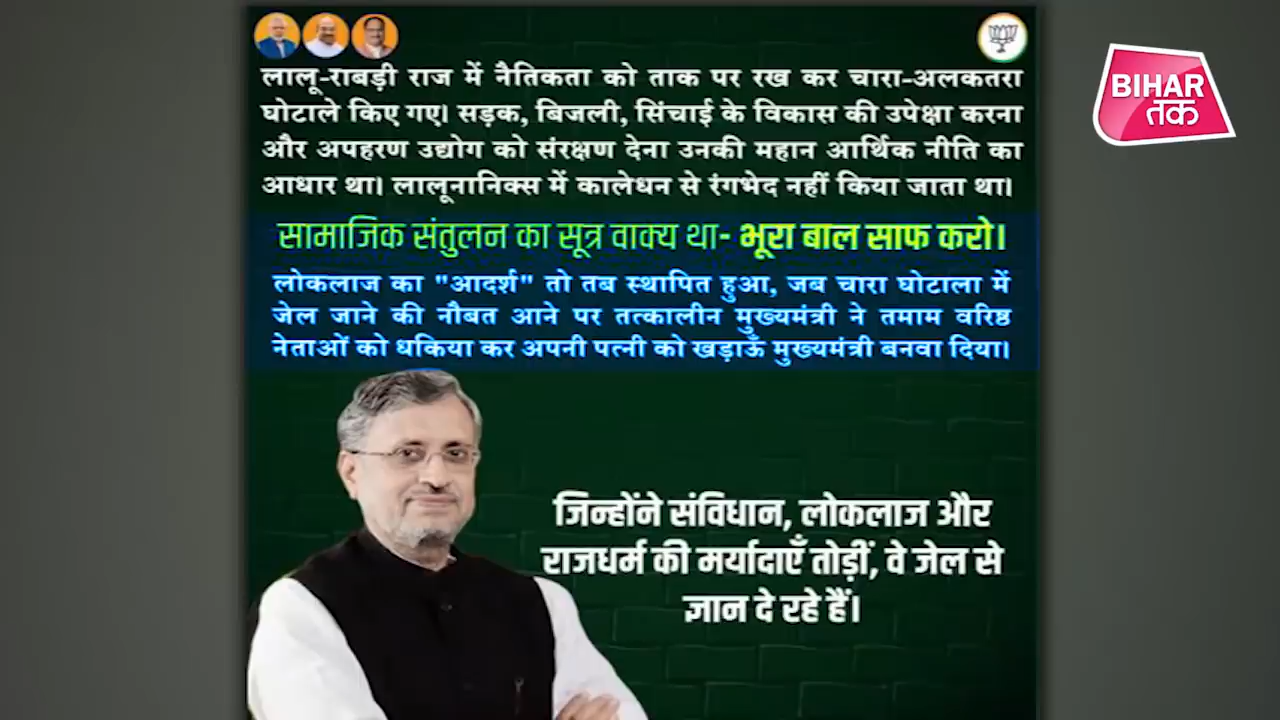 लालू-राबड़ी राज में नैतिकता को ताक पर रख कर चारा-अलकतरा
घोटाले किए गए। सड़क, बिजली, सिंचाई के विकास की उपेक्षा करना
और अपहरण उद्योग को संरक्षण देना उनकी महान आर्थिक नीति का
आधार था। लालूनानिक्स में कालेधन से रंगभेद नहीं किया जाता था।
सामाजिक संतुलन का सूत्र वाक्य था- भूरा बाल साफ करो।
लोकलाज का "आदर्श" तो तब स्थापित हुआ, जब चारा घोटाला में
जेल जाने की नौबत आने पर तत्कालीन मुख्यमंत्री ने तमाम वरिष्ठ
नेताओं को धकिया कर अपनी पत्नी को खड़ाऊँ मुख्यमंत्री बनवा दिया।
जिन्होंने संविधान, लोकलाज और
राजधर्म की मर्यादाएँ तोड़ीं, वे जेल से
ज्ञान दे रहे हैं।
BIHAR
तक